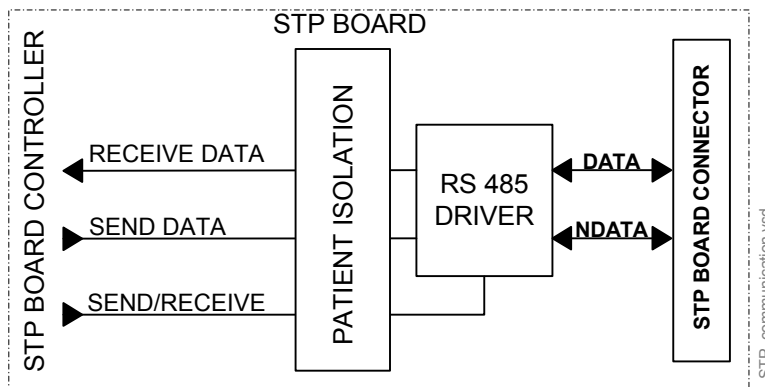 STP BOARD
STP BOARD CONTROLLER
PATIENT ISOLATION
RECEIVE DATA
SEND DATA
SEND/RECEIVE
RS 485
DRIVER
DATA
NDATA
STP BOARD CONNECTOR